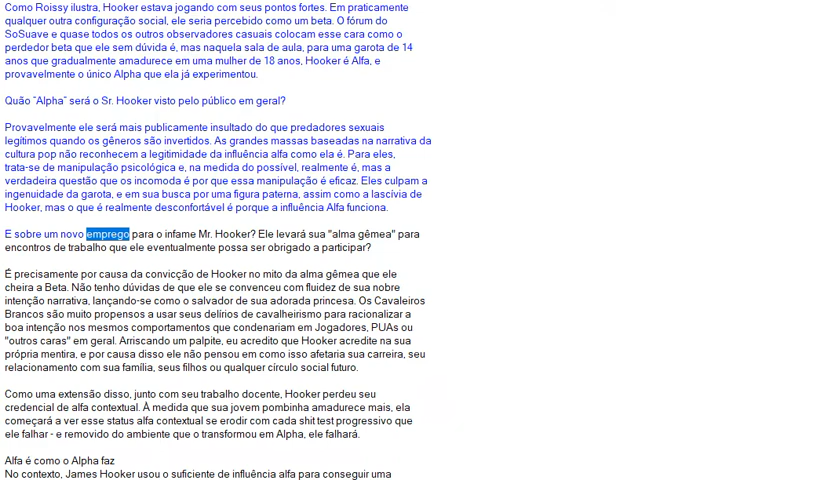 Como Roissy ilustra, Hooker estava jogando com seus pontos fortes. Em praticamente
qualquer outra configuração social, ele seria percebido como um beta. O fórum do
SoSuave e quase todos os outros observadores casuais colocam esse cara como o
perdedor beta que ele sem dúvida é, mas naquela sala de aula, para uma garota de 14
anos que gradualmente amadurece em uma mulher de 18 anos, Hooker é Alfa, e
provavelmente o único Alpha que ela já experimentou.
Quão “Alpha” será o Sr. Hooker visto pelo público em geral?
Provavelmente ele será mais publicamente insultado do que predadores sexuais
legítimos quando os gêneros são invertidos. As grandes massas baseadas na narrativa da
cultura pop não reconhecem a legitimidade da influência alfa como ela é. Para eles,
trata-se de manipulação psicológica e, na medida do possível, realmente é, mas a
verdadeira questão que os incomoda é por que essa manipulação é eficaz. Eles culpam a
ingenuidade da garota, e em sua busca por uma figura paterna, assim como a lascívia de
Hooker, mas o que é realmente desconfortável é porque a influência Alfa funciona.
E sobre um novo emprego para o infame Mr. Hooker? Ele levará sua "alma gêmea" para
encontros de trabalho que ele eventualmente possa ser obrigado a participar?
É precisamente por causa da convicção de Hooker no mito da alma gêmea que ele
cheira a Beta. Não tenho dúvidas de que ele se convenceu com fluidez de sua nobre
intenção narrativa, lançando-se como o salvador de sua adorada princesa. Os Cavaleiros
Brancos são muito propensos a usar seus delírios de cavalheirismo para racionalizar a
boa intenção nos mesmos comportamentos que condenariam em Jogadores, PUAs ou
"outros caras" em geral. Arriscando um palpite, eu acredito que Hooker acredite na sua
própria mentira, e por causa disso ele não pensou em como isso afetaria sua carreira, seu
relacionamento com sua família, seus filhos ou qualquer círculo social futuro.
Como uma extensão disso, junto com seu trabalho docente, Hooker perdeu seu
credencial de alfa contextual. À medida que sua jovem pombinha amadurece mais, ela
começará a ver esse status alfa contextual se erodir com cada shit test progressivo que
ele falhar - e removido do ambiente que o transformou em Alpha, ele falhará.
Alfa é como o Alpha faz
No contexto, James Hooker usou o suficiente de influência alfa para conseguir uma